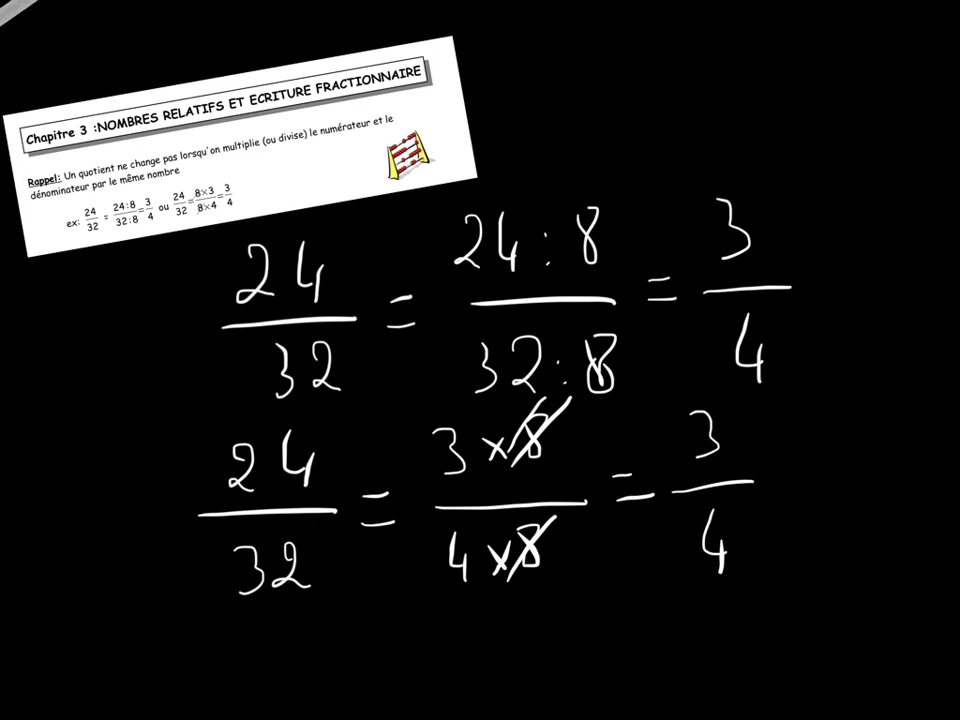 Chapitre 3 :NOMBRES RELATIFS ET ECRITURE FRACTIONNAIRE
Rappel: Un quotient ne change pas lorsqu'on multiplie (ou divise) le numérateur et le
dénominateur par le même nombre
ex: 24/32 = 24:8/32:8 = 3/4 ou 24/32 = 8×3/8×4 = 3/4
24/32 = 24:8/32:8 = 3/4
24/32 = 3×8/4×8 = 3/4